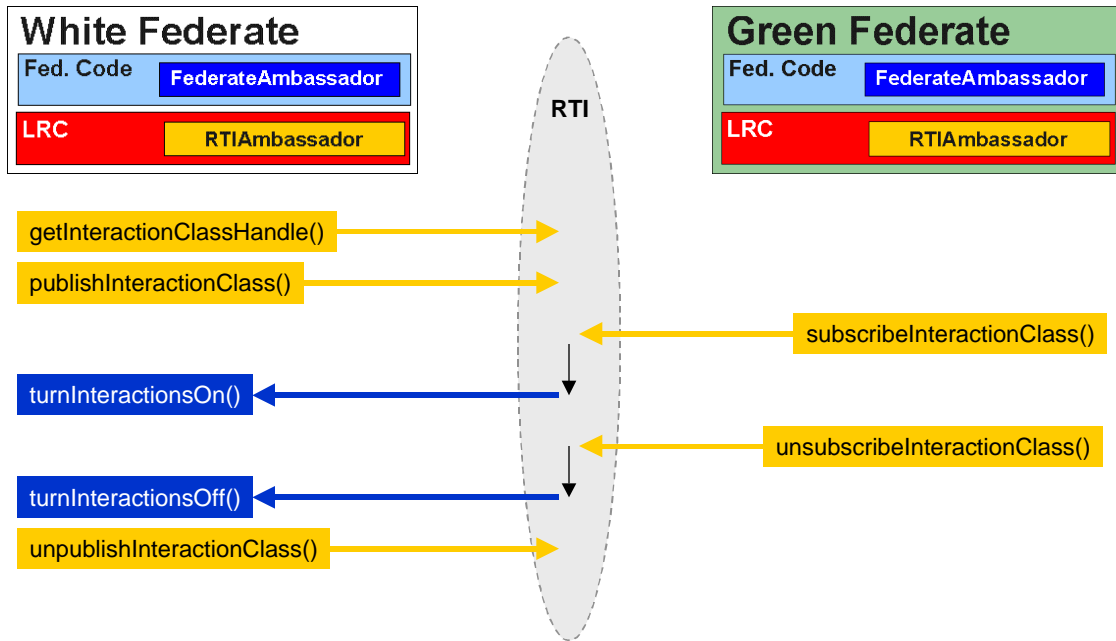 White Federate
Fed. Code
FederateAmbassador
LRC
RTIAmbassador
Green Federate
Fed. Code
FederateAmbassador
LRC
RTIAmbassador
RTI
getInteractionClassHandle()
publishInteractionClass()
subscribeInteractionClass()
turnInteractionsOn()
unsubscribeInteractionClass()
turnInteractionsOff()
unpublishInteractionClass()